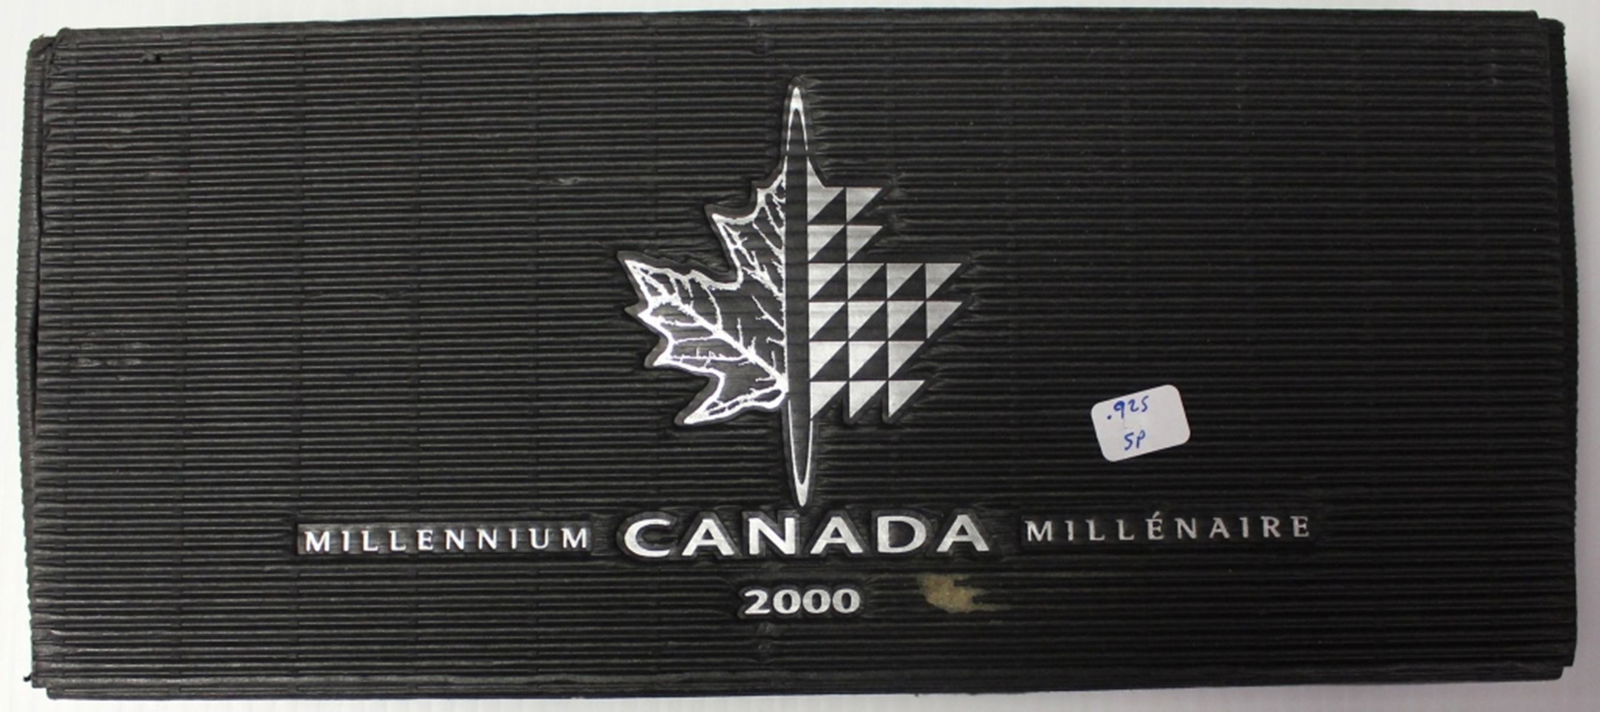 .925
SP
MILLENNIUM CANADA MILLÉNAIRE
2000